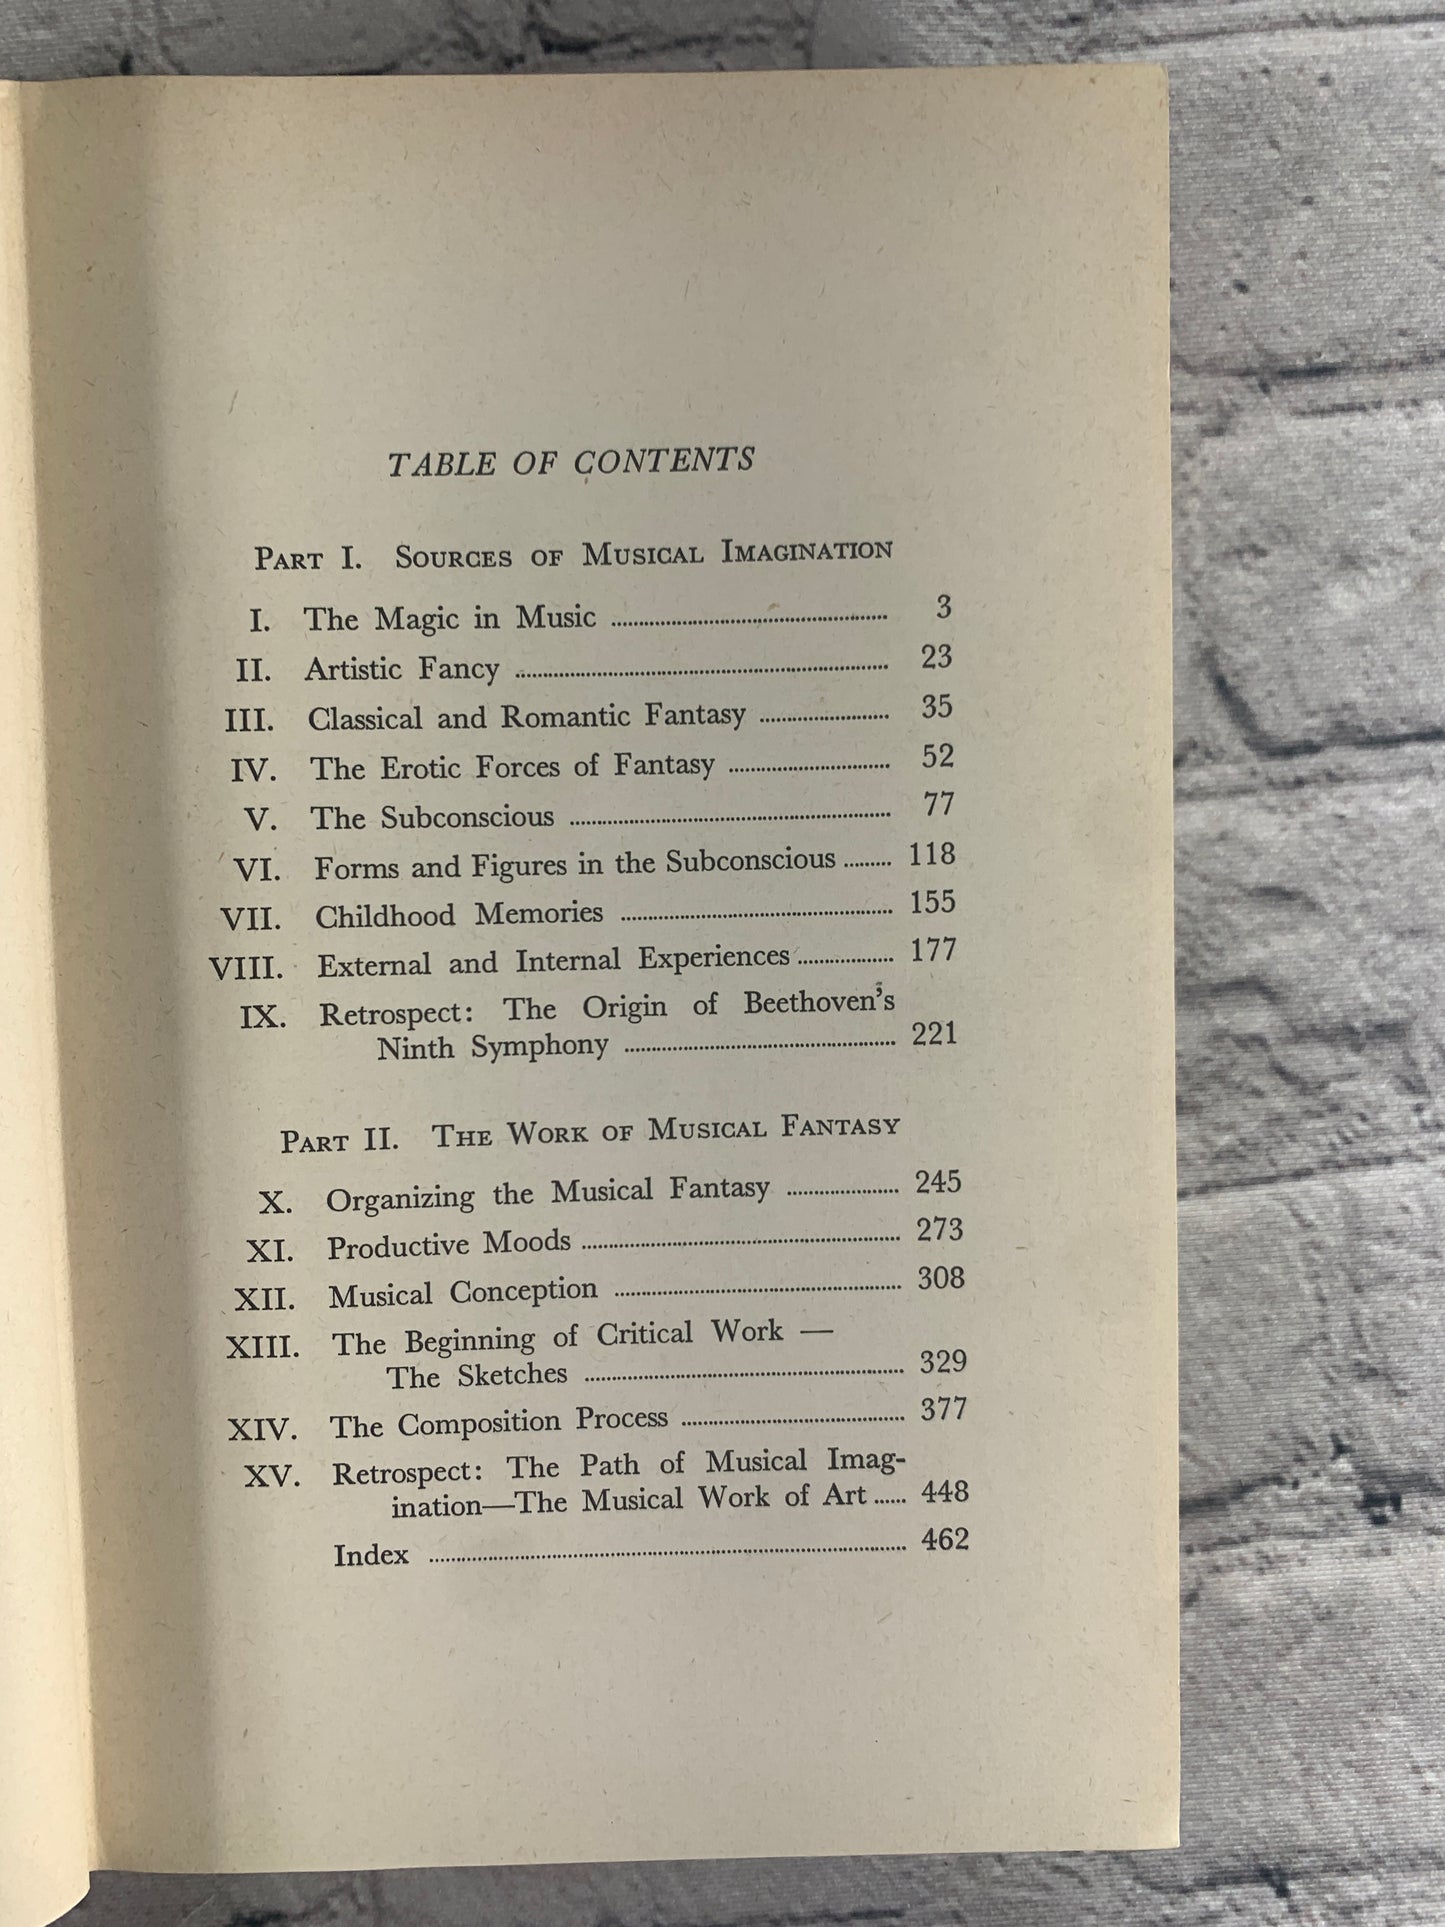 TABLE OF CONTENTS
PART I. SOURCES OF MUSICAL IMAGINATION
I. The Magic in Music ........ 3
II. Artistic Fancy ........ 23
III. Classical and Romantic Fantasy ........ 35
IV. The Erotic Forces of Fantasy ........ 52
V. The Subconscious ........ 77
VI. Forms and Figures in the Subconscious ........ 118
VII. Childhood Memories ........ 155
VIII. External and Internal Experiences ........ 177
IX. Retrospect: The Origin of Beethoven's
Ninth Symphony ........ 221
PART II. THE WORK OF MUSICAL FANTASY
X. Organizing the Musical Fantasy ........ 245
XI. Productive Moods ........ 273
XII. Musical Conception ........ 308
XIII. The Beginning of Critical Work —
The Sketches ........ 329
XIV. The Composition Process ........ 377
XV. Retrospect: The Path of Musical Imag-
ination—The Musical Work of Art ...... 448
Index ........ 462